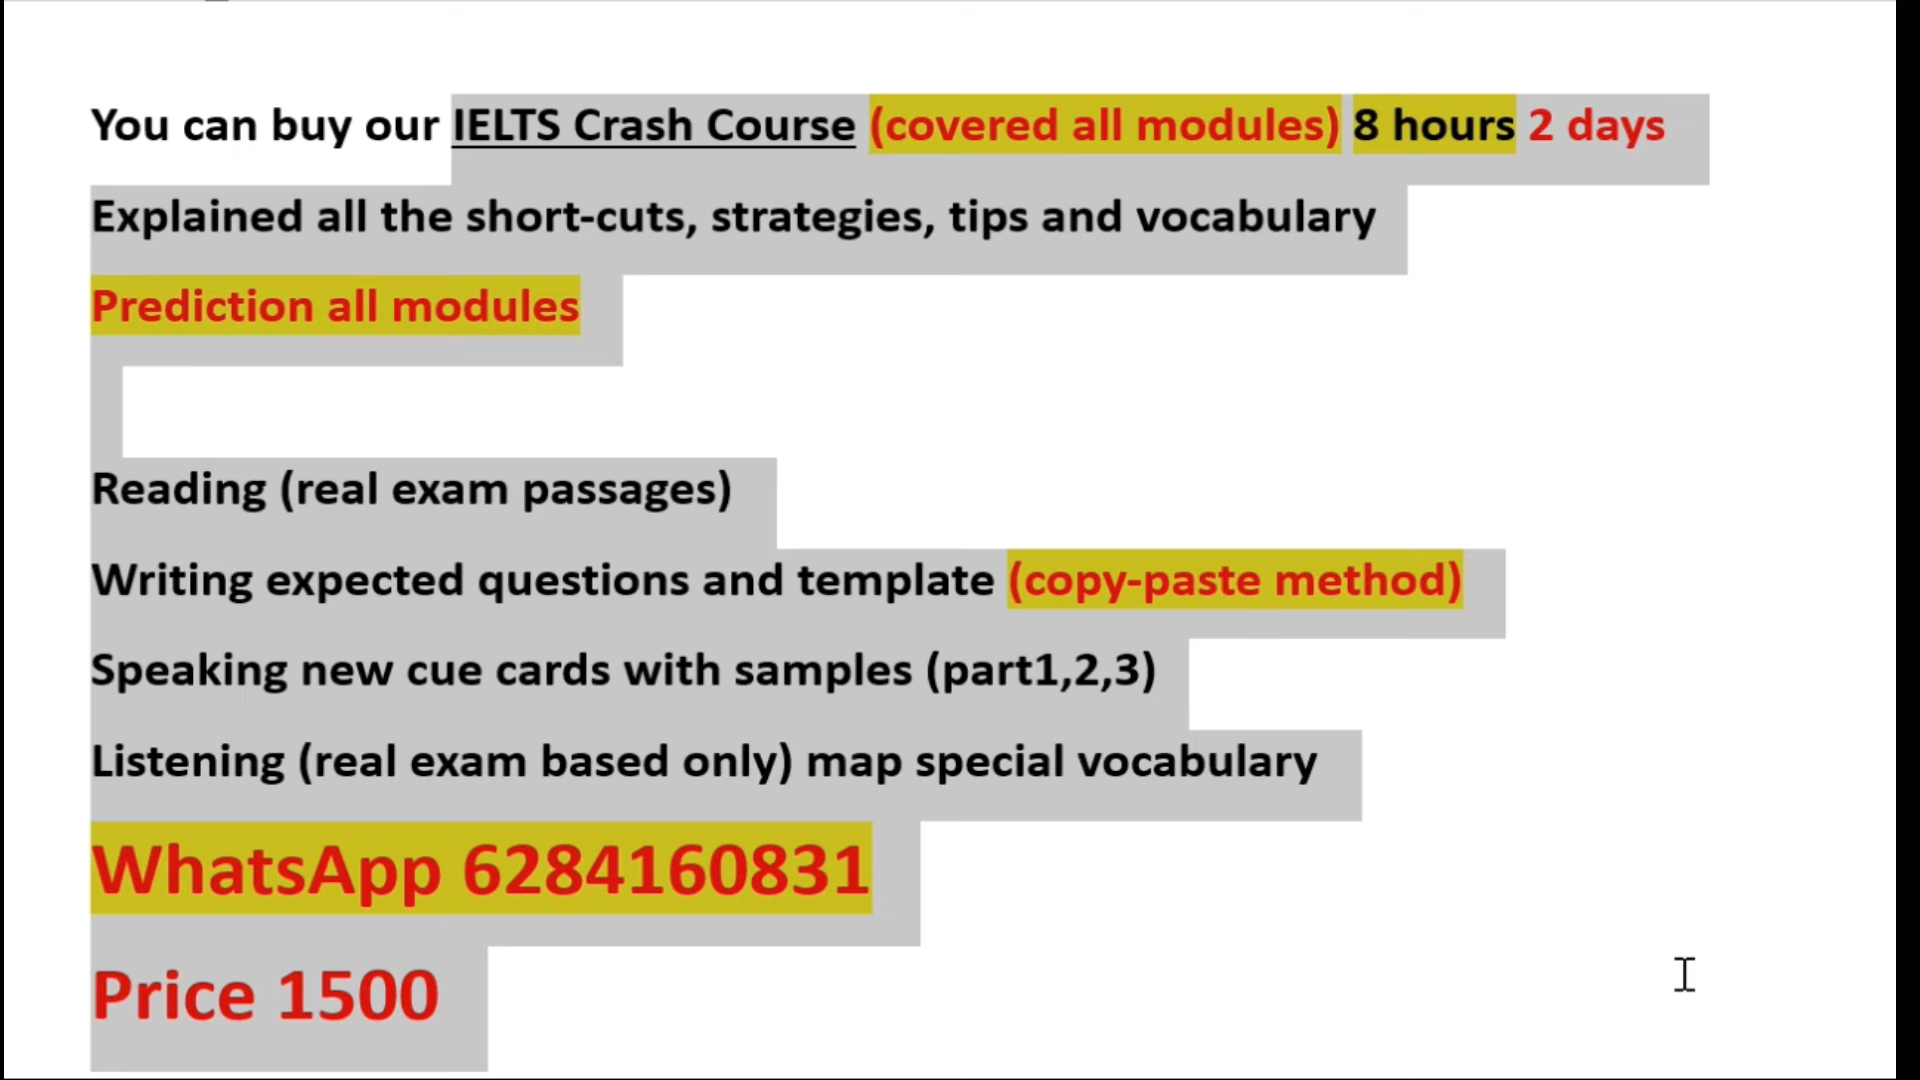 You can buy our IELTS Crash Course (covered all modules) 8 hours 2 days
Explained all the short-cuts, strategies, tips and vocabulary
Prediction all modules
Reading (real exam passages)
Writing expected questions and template (copy-paste method)
Speaking new cue cards with samples (part1,2,3)
Listening (real exam based only) map special vocabulary
WhatsApp 6284160831
Price 1500